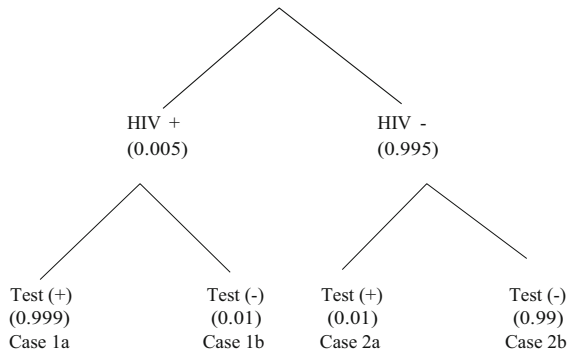 HIV + HIV -
(0.005) (0.995)
Test (+) Test (-) Test (+) Test (-)
(0.999) (0.01) (0.01) (0.99)
Case 1a Case 1b Case 2a Case 2b